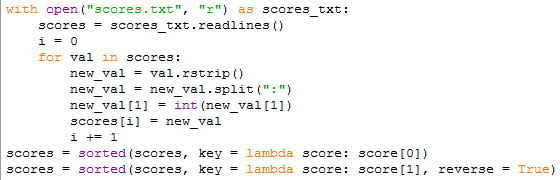 with open("scores.txt", "r") as scores_txt:
    scores = scores_txt.readlines()
    i = 0
    for val in scores:
        new_val = val.rstrip()
        new_val = new_val.split(":")
        new_val[1] = int(new_val[1])
        scores[i] = new_val
        i += 1
scores = sorted(scores, key = lambda score: score[0])
scores = sorted(scores, key = lambda score: score[1], reverse = True)